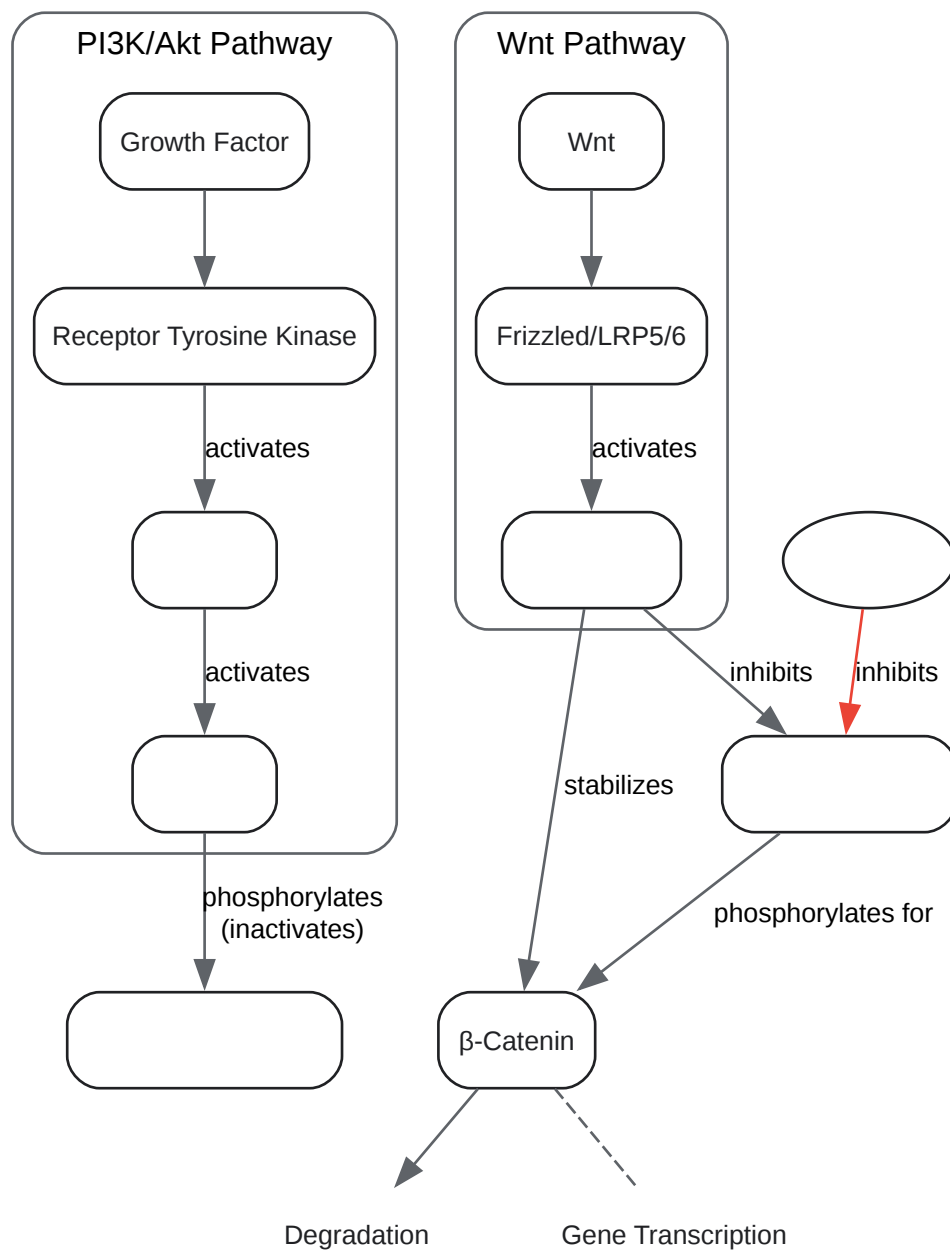 PI3K/Akt Pathway
Wnt Pathway
Growth Factor
Wnt
Receptor Tyrosine Kinase
Frizzled/LRP5/6
activates
activates
activates
inhibits
inhibits
stabilizes
phosphorylates
(inactivates)
phosphorylates for
β-Catenin
Degradation
Gene Transcription